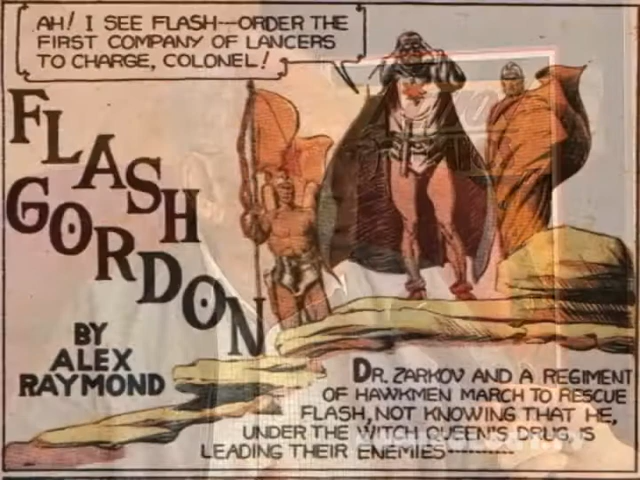 AH! I SEE FLASH---ORDER THE
FIRST COMPANY OF LANCERS
TO CHARGE, COLONEL!
FLASH
GORDON
BY
ALEX
RAYMOND
DR. ZARKOV AND A REGIMENT
OF HAWKMEN MARCH TO RESCUE
FLASH, NOT KNOWING THAT HE,
UNDER THE WITCH QUEEN'S DRUG, IS
LEADING THEIR ENEMIES----------